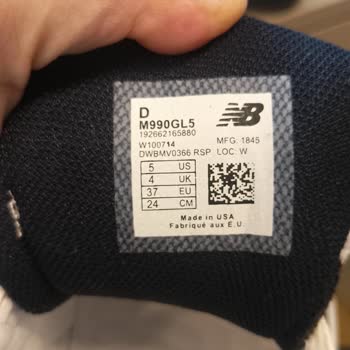 D
M990GL5 NB
192662165880
W100714 MFG: 1845
DWBMV0366 RSP LOC: W
5 US
4 UK
37 EU
24 CM
Made in USA
Fabriqué aux E.U.